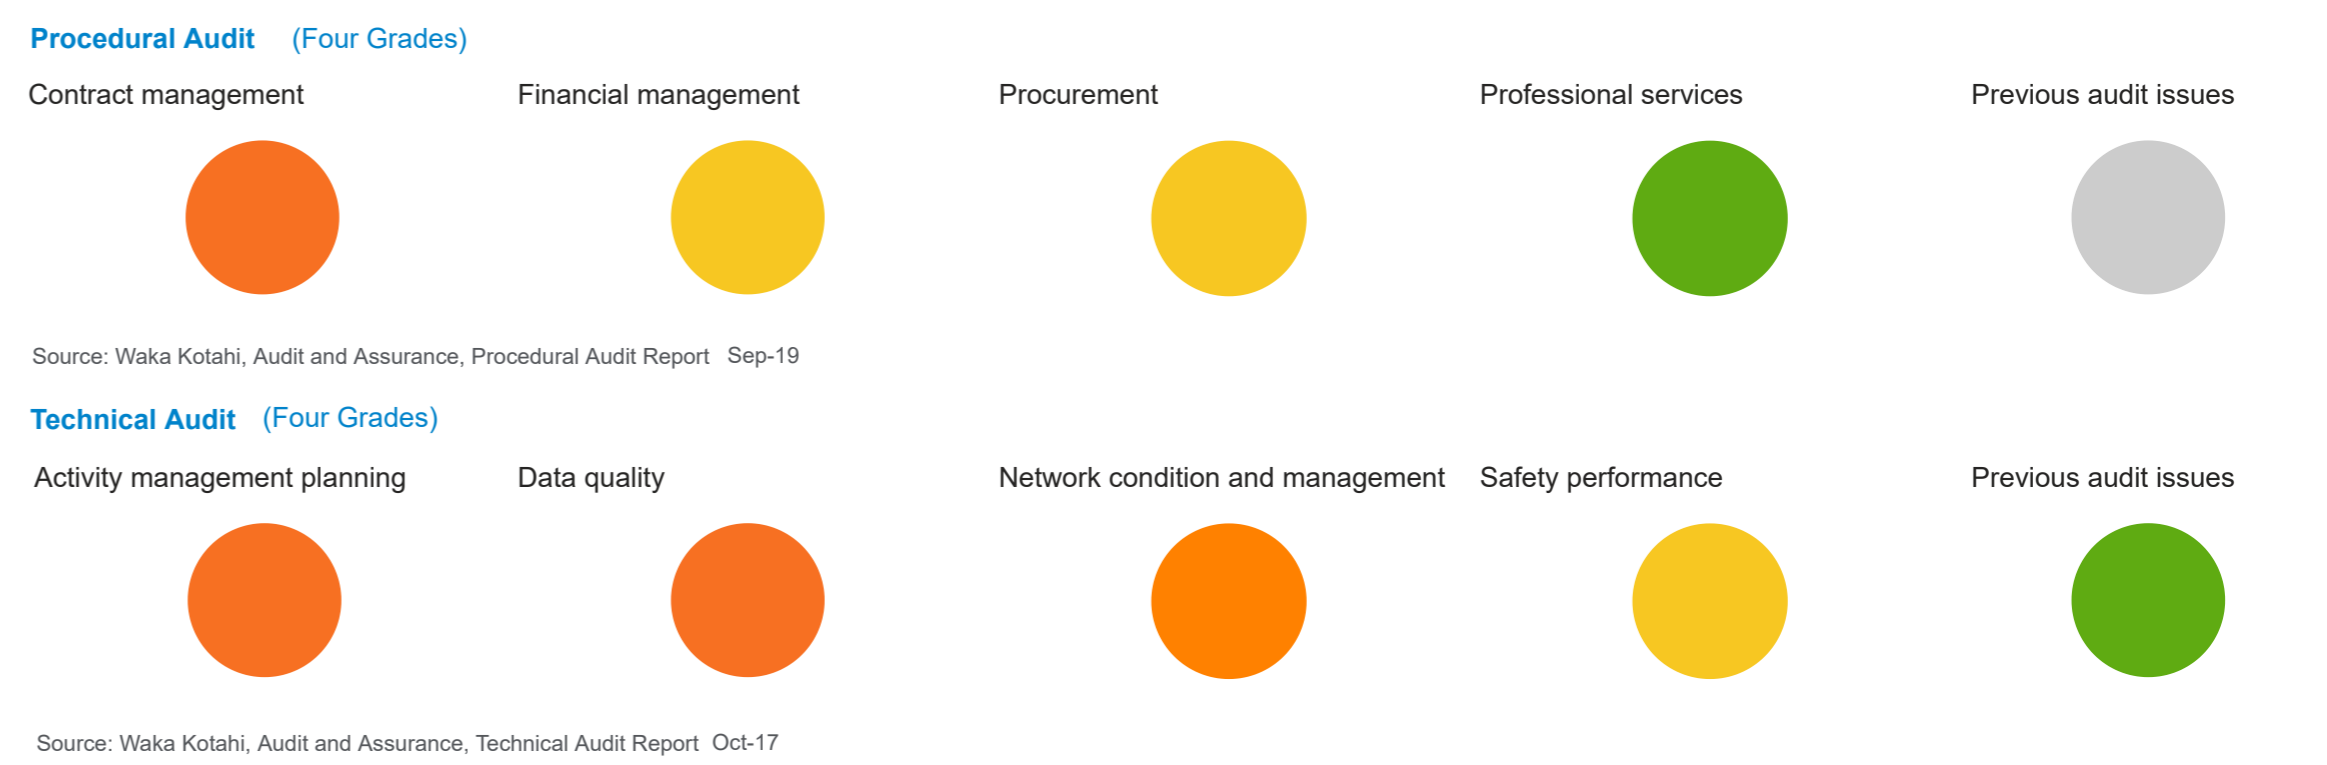 Procedural Audit (Four Grades)
Contract management
Financial management
Procurement
Professional services
Previous audit issues
Source: Waka Kotahi, Audit and Assurance, Procedural Audit Report Sep-19
Technical Audit (Four Grades)
Activity management planning
Data quality
Network condition and management
Safety performance
Previous audit issues
Source: Waka Kotahi, Audit and Assurance, Technical Audit Report Oct-17